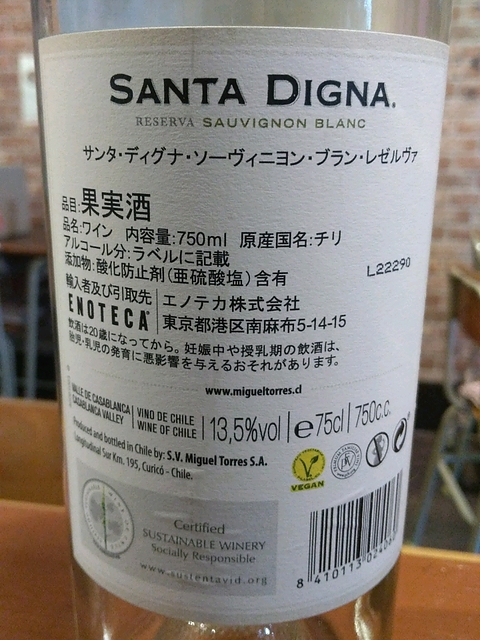 SANTA DIGNA.
RESERVA SAUVIGNON BLANC
サンタ・ディグナ・ソーヴィニヨン・ブラン・レゼルヴァ
品目:果実酒
品名:ワイン 内容量:750ml 原産国名:チリ
アルコール分:ラベルに記載
添加物:酸化防止剤(亜硫酸塩)含有
L22290
輸入者及び引取先
ENOTECA
エノテカ株式会社
東京都港区南麻布5-14-15
飲酒は20歳になってから。妊娠中や授乳期の飲酒は、
胎児・乳児の発育に悪影響を与えるおそれがあります。
www.migueltorres.cl
VALLE DE CASABLANCA
CASABLANCA VALLEY
VINO DE CHILE
WINE OF CHILE
13,5%vol
e75cl
750c.c.
Produced and bottled in Chile by: S.V. Miguel Torres S.A.
Longitudinal Sur Km. 195, Curicó - Chile.
VEGAN
Certified
SUSTAINABLE WINERY
Socially Responsible
www.sustentavid.org
8 410113